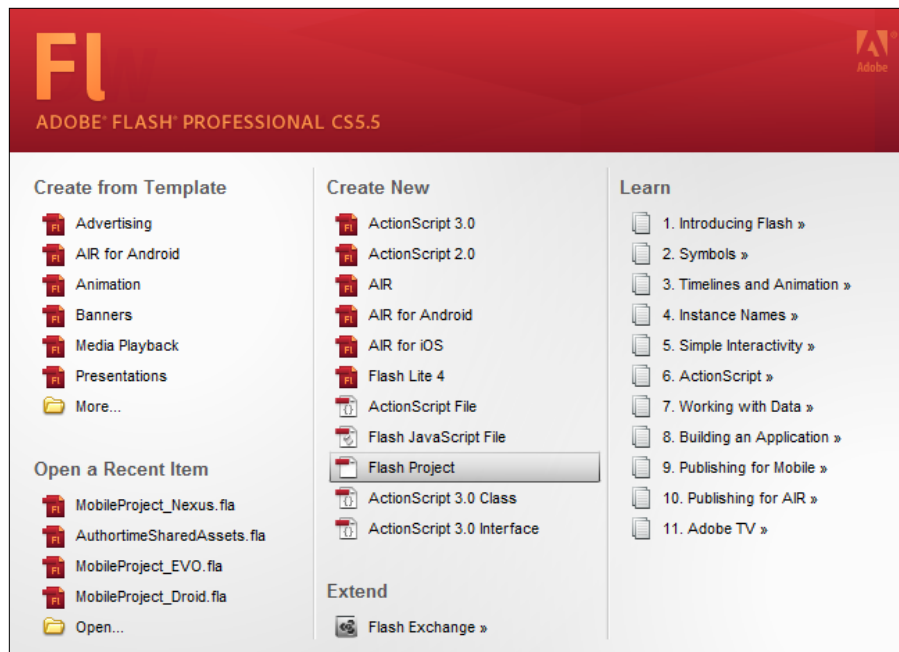 Fl
Adobe
ADOBE® FLASH® PROFESSIONAL CS5.5
Create from Template
Advertising
AIR for Android
Animation
Banners
Media Playback
Presentations
More...
Open a Recent Item
MobileProject_Nexus.fla
AuthortimeSharedAssets.fla
MobileProject_EVO.fla
MobileProject_Droid.fla
Open...
Create New
ActionScript 3.0
ActionScript 2.0
AIR
AIR for Android
AIR for iOS
Flash Lite 4
ActionScript File
Flash JavaScript File
Flash Project
ActionScript 3.0 Class
ActionScript 3.0 Interface
Extend
Flash Exchange »
Learn
1. Introducing Flash »
2. Symbols »
3. Timelines and Animation »
4. Instance Names »
5. Simple Interactivity »
6. ActionScript »
7. Working with Data »
8. Building an Application »
9. Publishing for Mobile »
10. Publishing for AIR »
11. Adobe TV »